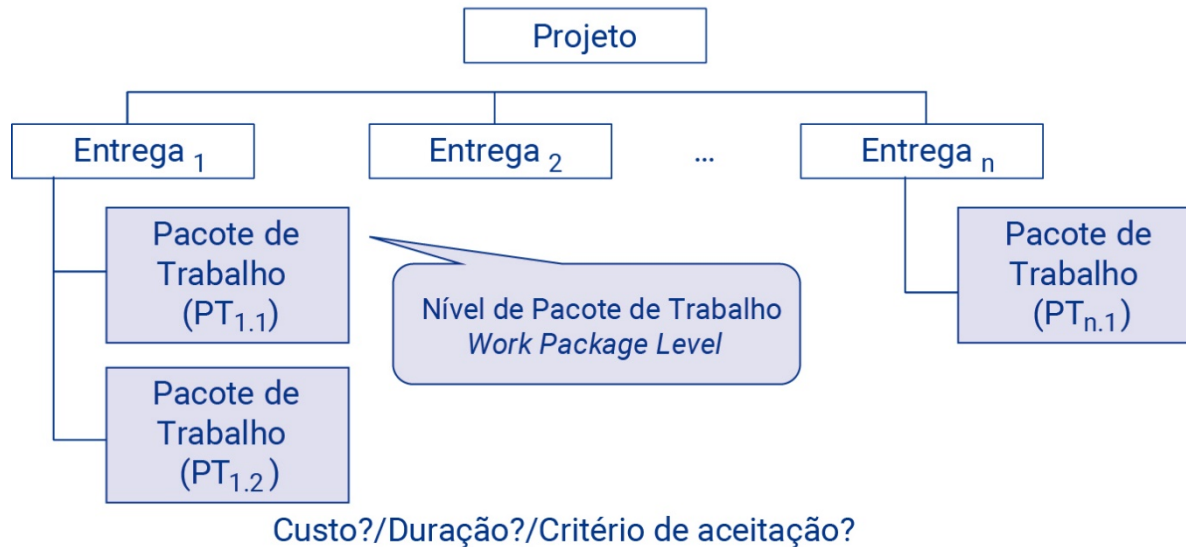 Projeto
Entrega 1
Entrega 2
...
Entrega n
Pacote de
Trabalho
(PT1.1)
Nível de Pacote de Trabalho
Work Package Level
Pacote de
Trabalho
(PTn.1)
Pacote de
Trabalho
(PT1.2)
Custo?/Duração?/Critério de aceitação?